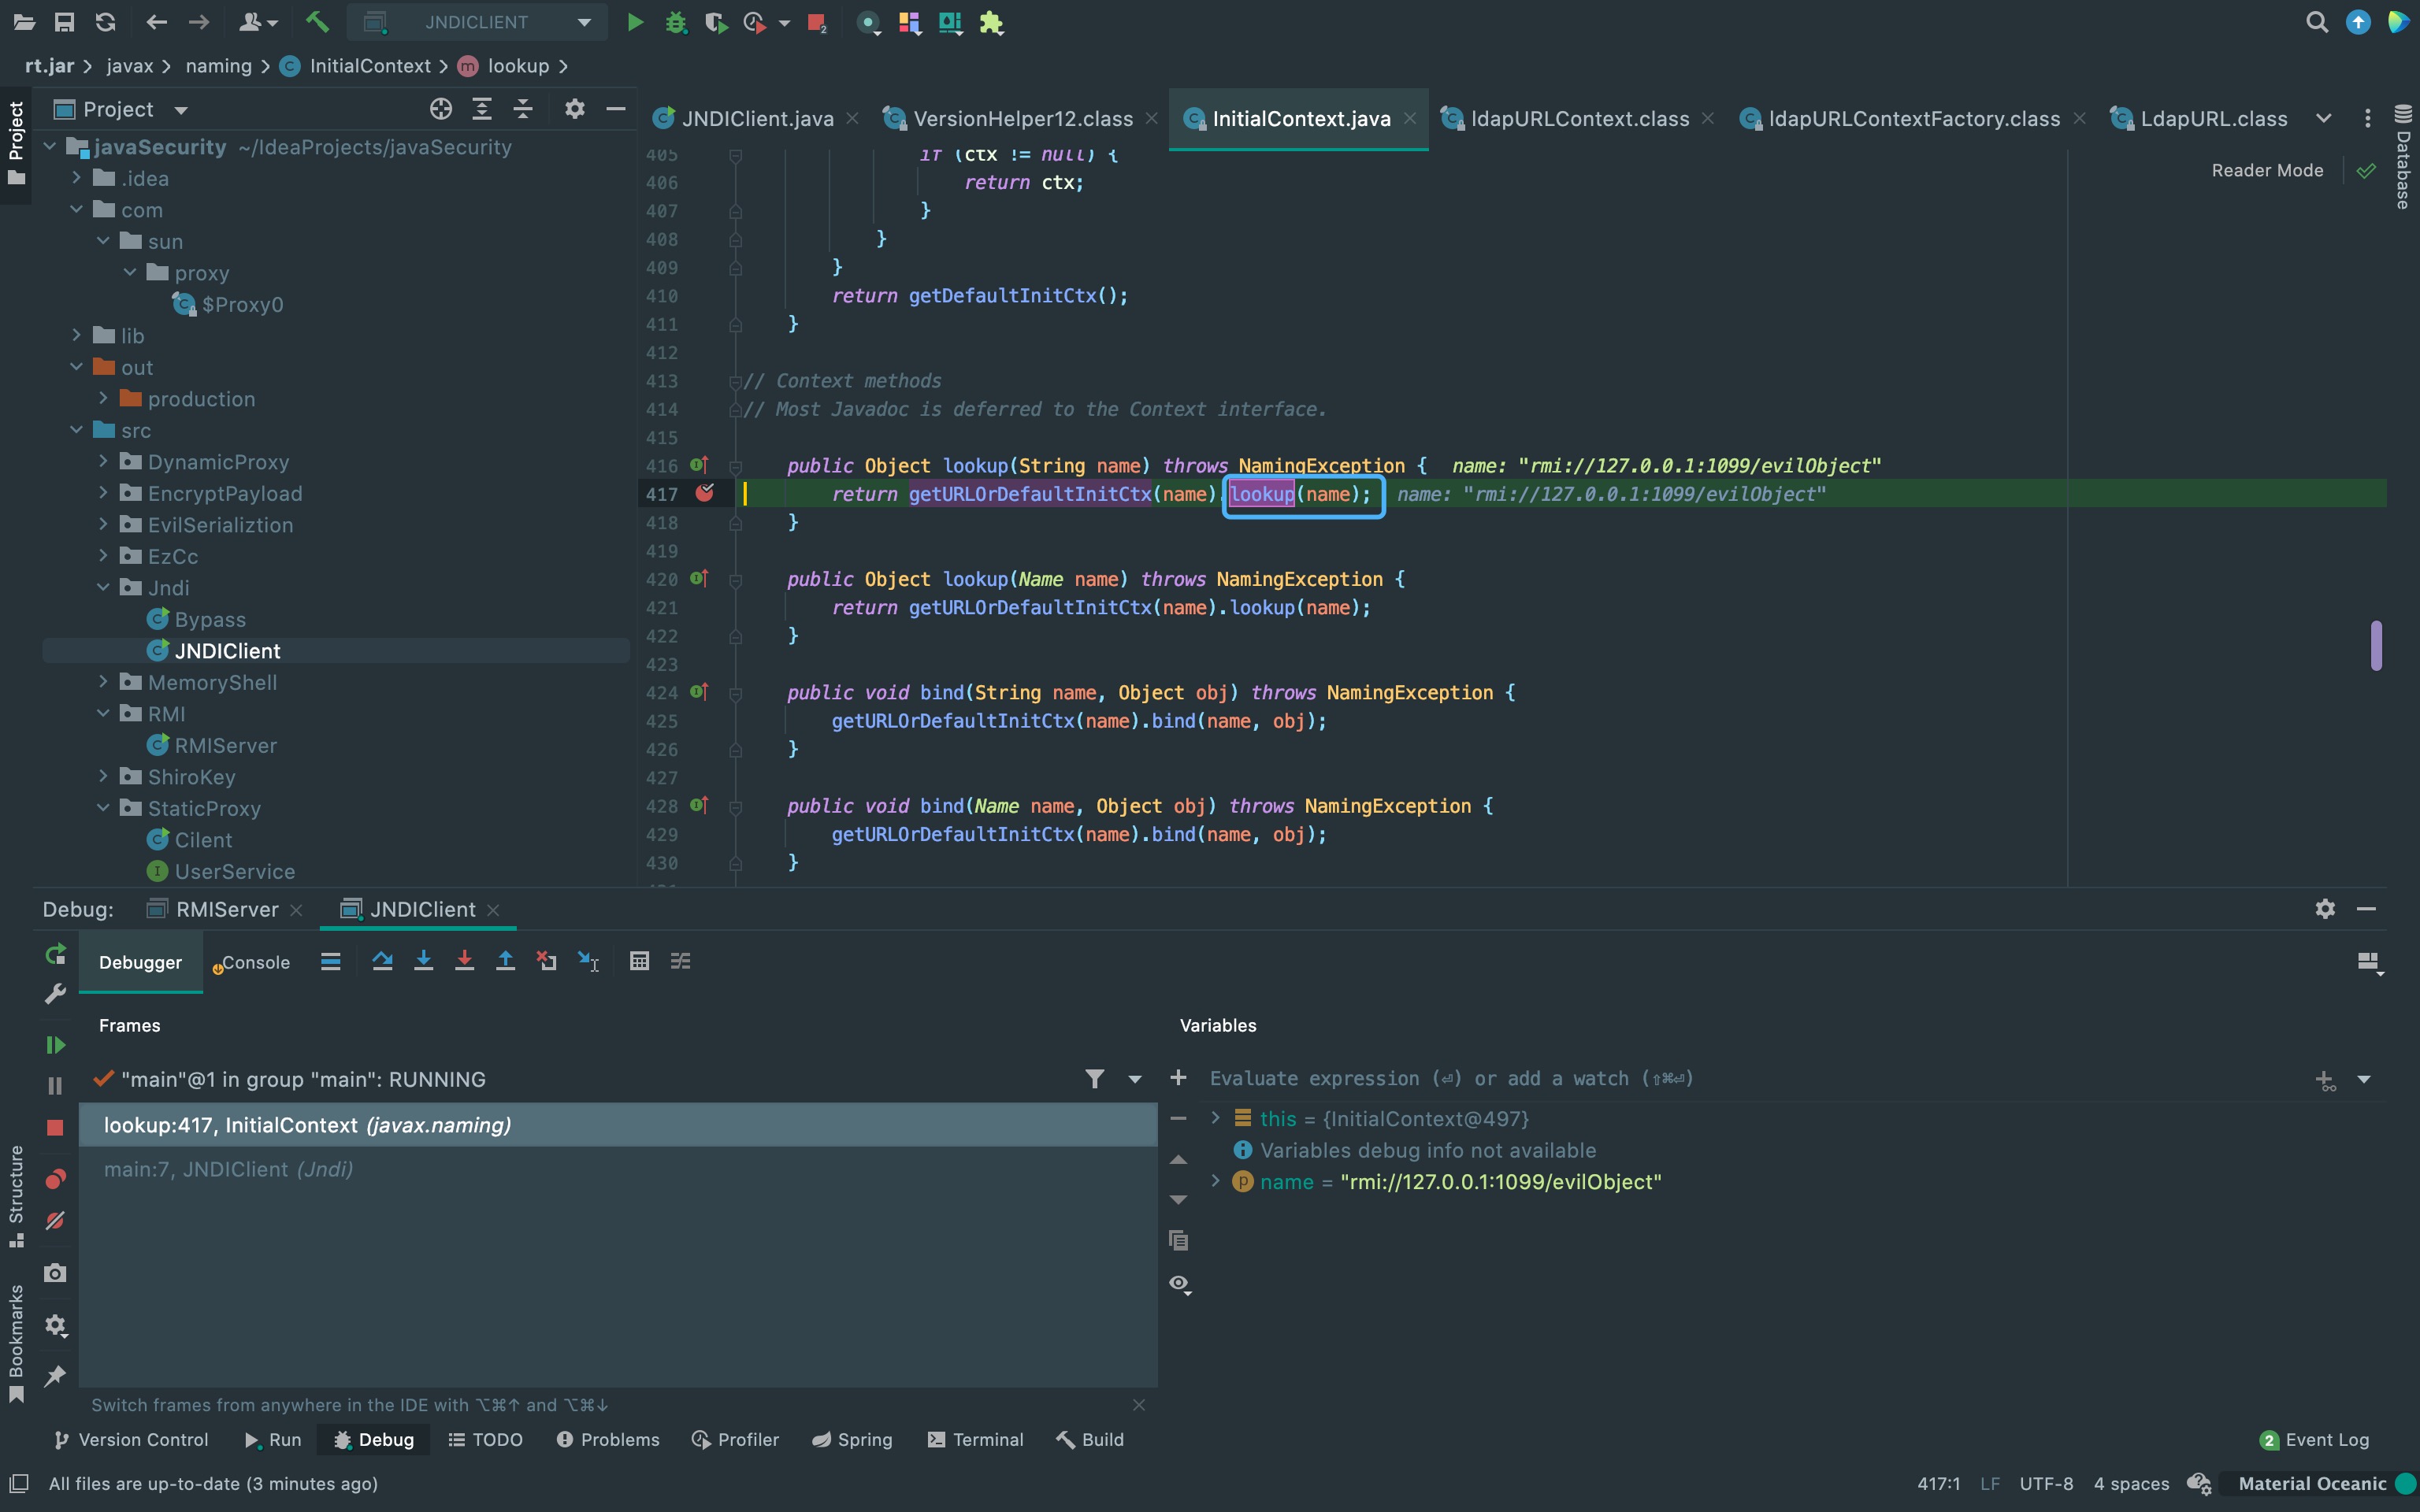 JNDICLIENT
2
rt.jar > javax > naming > InitialContext > lookup >
Project
Project
javaSecurity ~/IdeaProjects/javaSecurity
.idea
com
sun
proxy
$Proxy0
lib
out
production
src
DynamicProxy
EncryptPayload
EvilSerializtion
EzCc
Jndi
Bypass
JNDIClient
MemoryShell
RMI
RMIServer
ShiroKey
StaticProxy
Cilent
UserService
JNDIClient.java VersionHelper12.class InitialContext.java ldapURLContext.class ldapURLContextFactory.class LdapURL.class
Database
Reader Mode
405 if (ctx != null) {
406 return ctx;
407 }
408 }
409 }
410 return getDefaultInitCtx();
411 }
412
413 // Context methods
414 // Most Javadoc is deferred to the Context interface.
415
416 public Object lookup(String name) throws NamingException { name: "rmi://127.0.0.1:1099/evilObject"
417 return getURLOrDefaultInitCtx(name).lookup(name); name: "rmi://127.0.0.1:1099/evilObject"
418 }
419
420 public Object lookup(Name name) throws NamingException {
421 return getURLOrDefaultInitCtx(name).lookup(name);
422 }
423
424 public void bind(String name, Object obj) throws NamingException {
425 getURLOrDefaultInitCtx(name).bind(name, obj);
426 }
427
428 public void bind(Name name, Object obj) throws NamingException {
429 getURLOrDefaultInitCtx(name).bind(name, obj);
430 }
Debug: RMIServer JNDIClient
Debugger Console
Frames
"main"@1 in group "main": RUNNING
lookup:417, InitialContext (javax.naming)
main:7, JNDIClient (Jndi)
Switch frames from anywhere in the IDE with ⌥⌘↑ and ⌥⌘↓
Variables
Evaluate expression (⏎) or add a watch (⇧⌘⏎)
this = {InitialContext@497}
Variables debug info not available
name = "rmi://127.0.0.1:1099/evilObject"
Structure
Bookmarks
Version Control Run Debug TODO Problems Profiler Spring Terminal Build 2 Event Log
All files are up-to-date (3 minutes ago) 417:1 LF UTF-8 4 spaces Material Oceanic